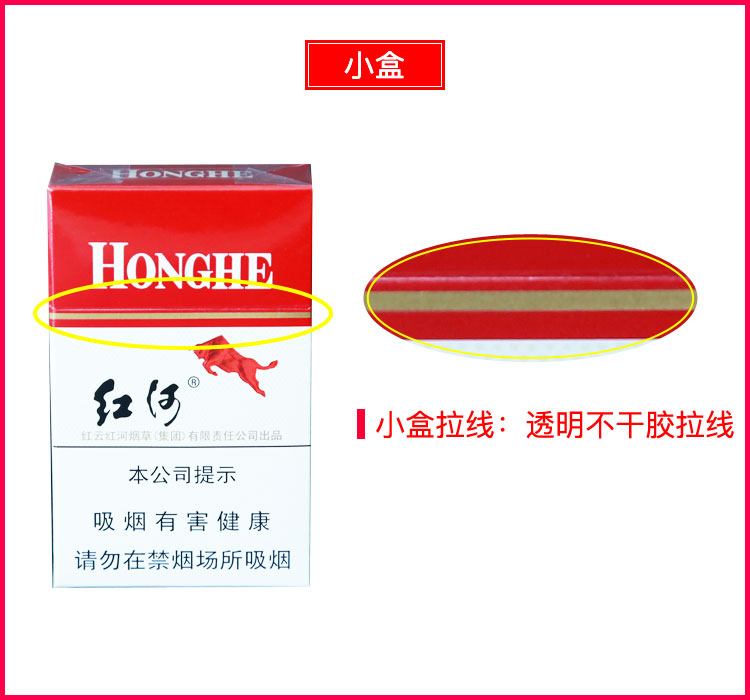 小盒
HONGHE
HONGHE
红河®
红云红河烟草(集团)有限责任公司出品
本公司提示
吸烟有害健康
请勿在禁烟场所吸烟
小盒拉线：透明不干胶拉线